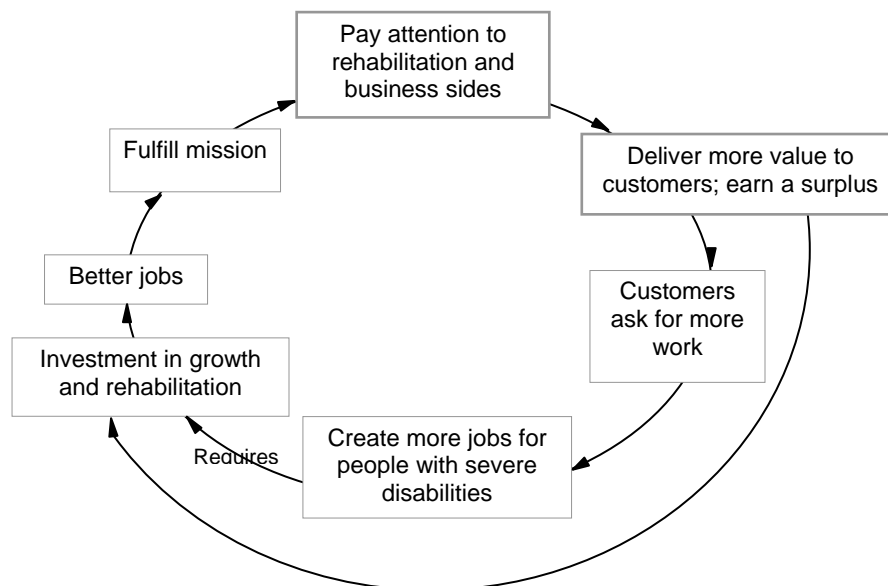 Pay attention to
rehabilitation and
business sides
Deliver more value to
customers; earn a surplus
Customers
ask for more
work
Create more jobs for
people with severe
disabilities
Requires
Investment in growth
and rehabilitation
Better jobs
Fulfill mission